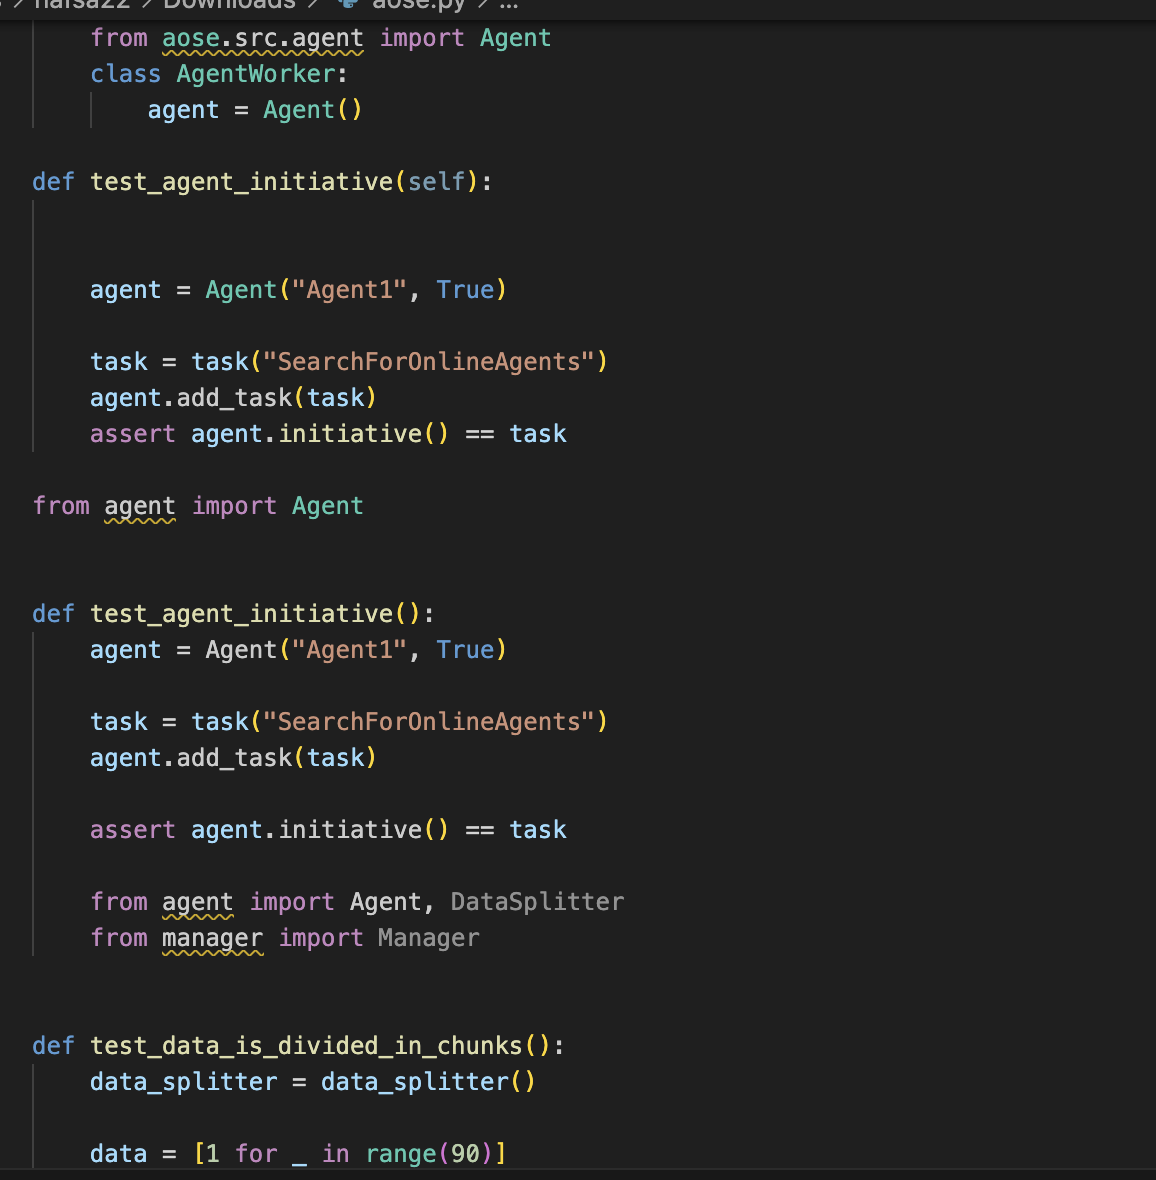 > Downloads > aose.py > ...
from aose.src.agent import Agent
class AgentWorker:
agent = Agent()
def test_agent_initiative(self):
agent = Agent("Agent1", True)
task = task("SearchForOnlineAgents")
agent.add_task(task)
assert agent.initiative() == task
from agent import Agent
def test_agent_initiative():
agent = Agent("Agent1", True)
task = task("SearchForOnlineAgents")
agent.add_task(task)
assert agent.initiative() == task
from agent import Agent, DataSplitter
from manager import Manager
def test_data_is_divided_in_chunks():
data_splitter = data_splitter()
data = [1 for _ in range(90)]